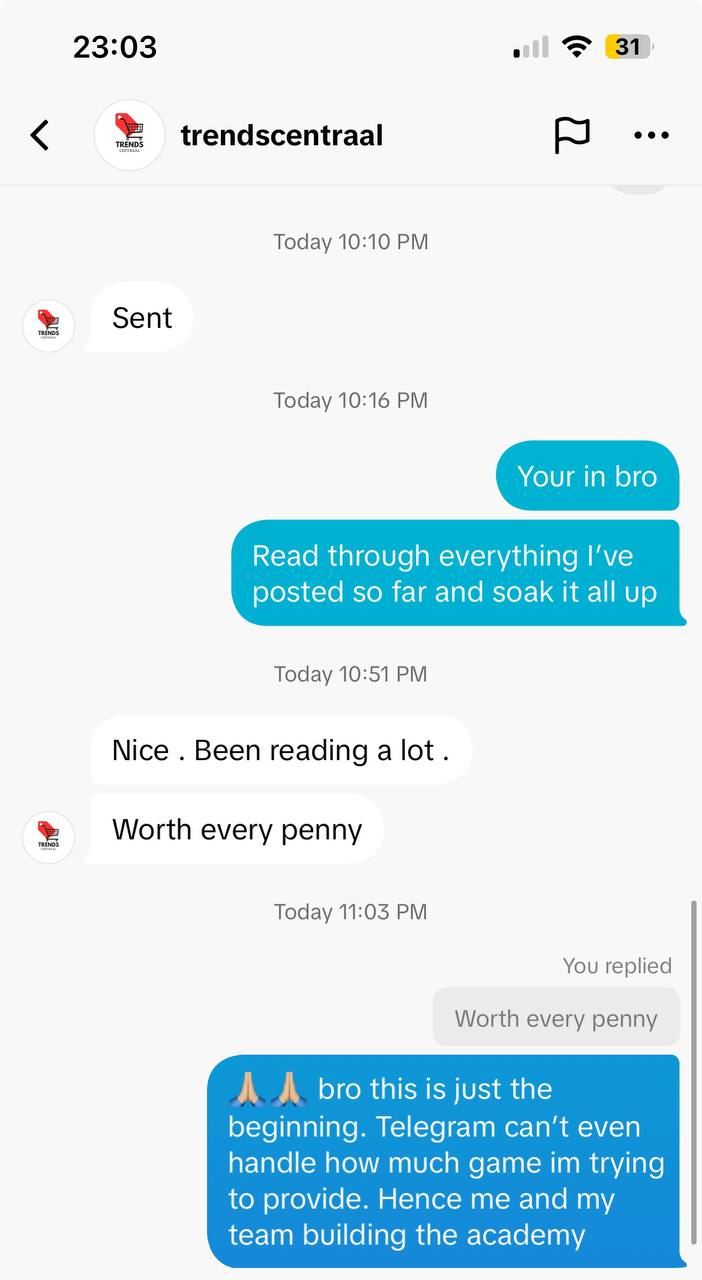 23:03
31
TRENDS
CENTRAAL
trendscentraal
Today 10:10 PM
Sent
TRENDS
Today 10:16 PM
Your in bro
Read through everything I’ve
posted so far and soak it all up
Today 10:51 PM
Nice . Been reading a lot .
Worth every penny
TRENDS
Today 11:03 PM
You replied
Worth every penny
🙏🏼🙏🏼 bro this is just the
beginning. Telegram can’t even
handle how much game im trying
to provide. Hence me and my
team building the academy